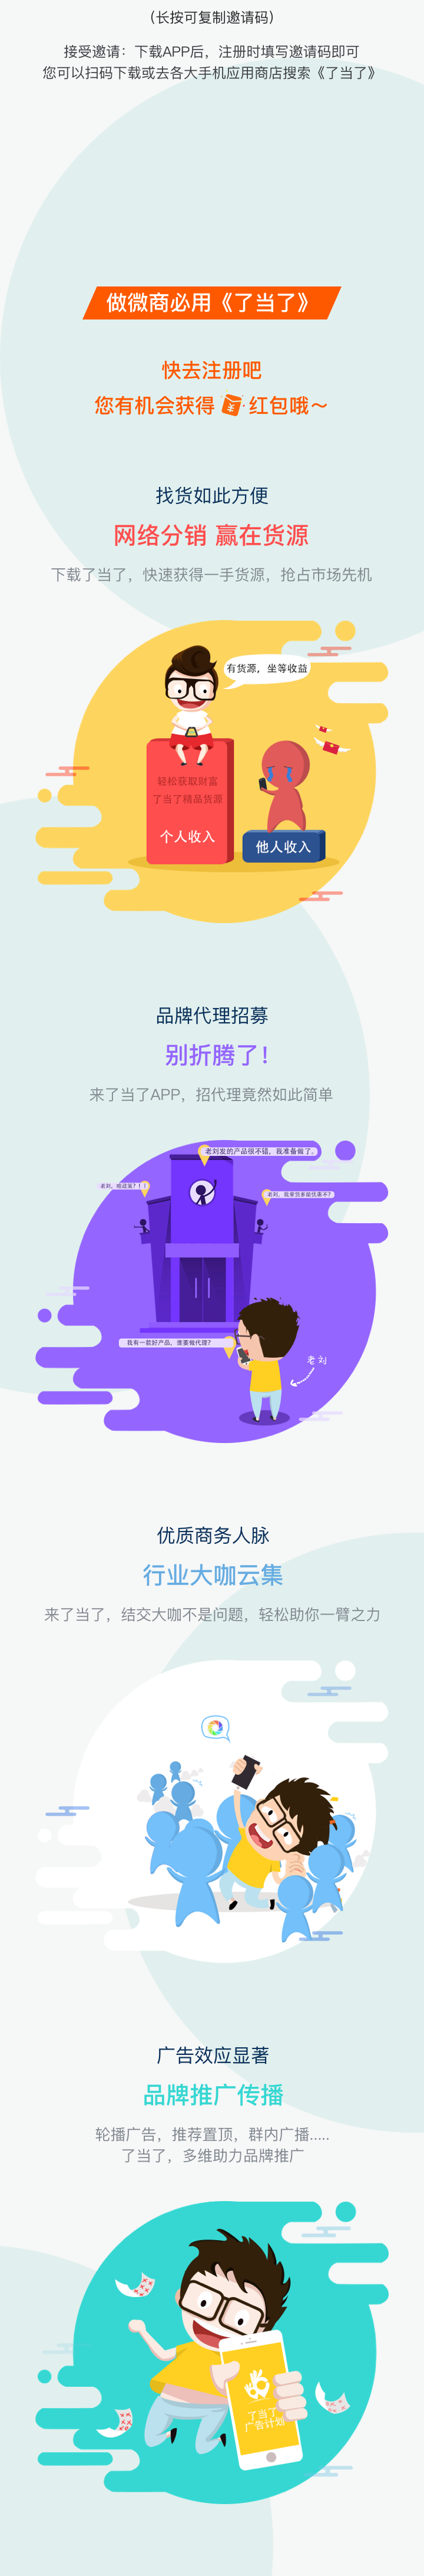 （长按可复制邀请码）
接受邀请：下载APP后，注册时填写邀请码即可
您可以扫码下载或去各大手机应用商店搜索《了当了》
做微商必用《了当了》
快去注册吧
您有机会获得 红包哦～
找货如此方便
网络分销 赢在货源
下载了当了，快速获得一手货源，抢占市场先机
有货源，坐等收益
轻松获取财富
了当了精品货源
个人收入
他人收入
品牌代理招募
别折腾了！
来了当了APP，招代理竟然如此简单
老刘发的产品很不错，我准备做了。
老刘，我拿货多能优惠不？
我有一款好产品，谁要做代理？
老刘
优质商务人脉
行业大咖云集
来了当了，结交大咖不是问题，轻松助你一臂之力
广告效应显著
品牌推广传播
轮播广告，推荐置顶，群内广播.....
了当了，多维助力品牌推广
了当了
广告计划